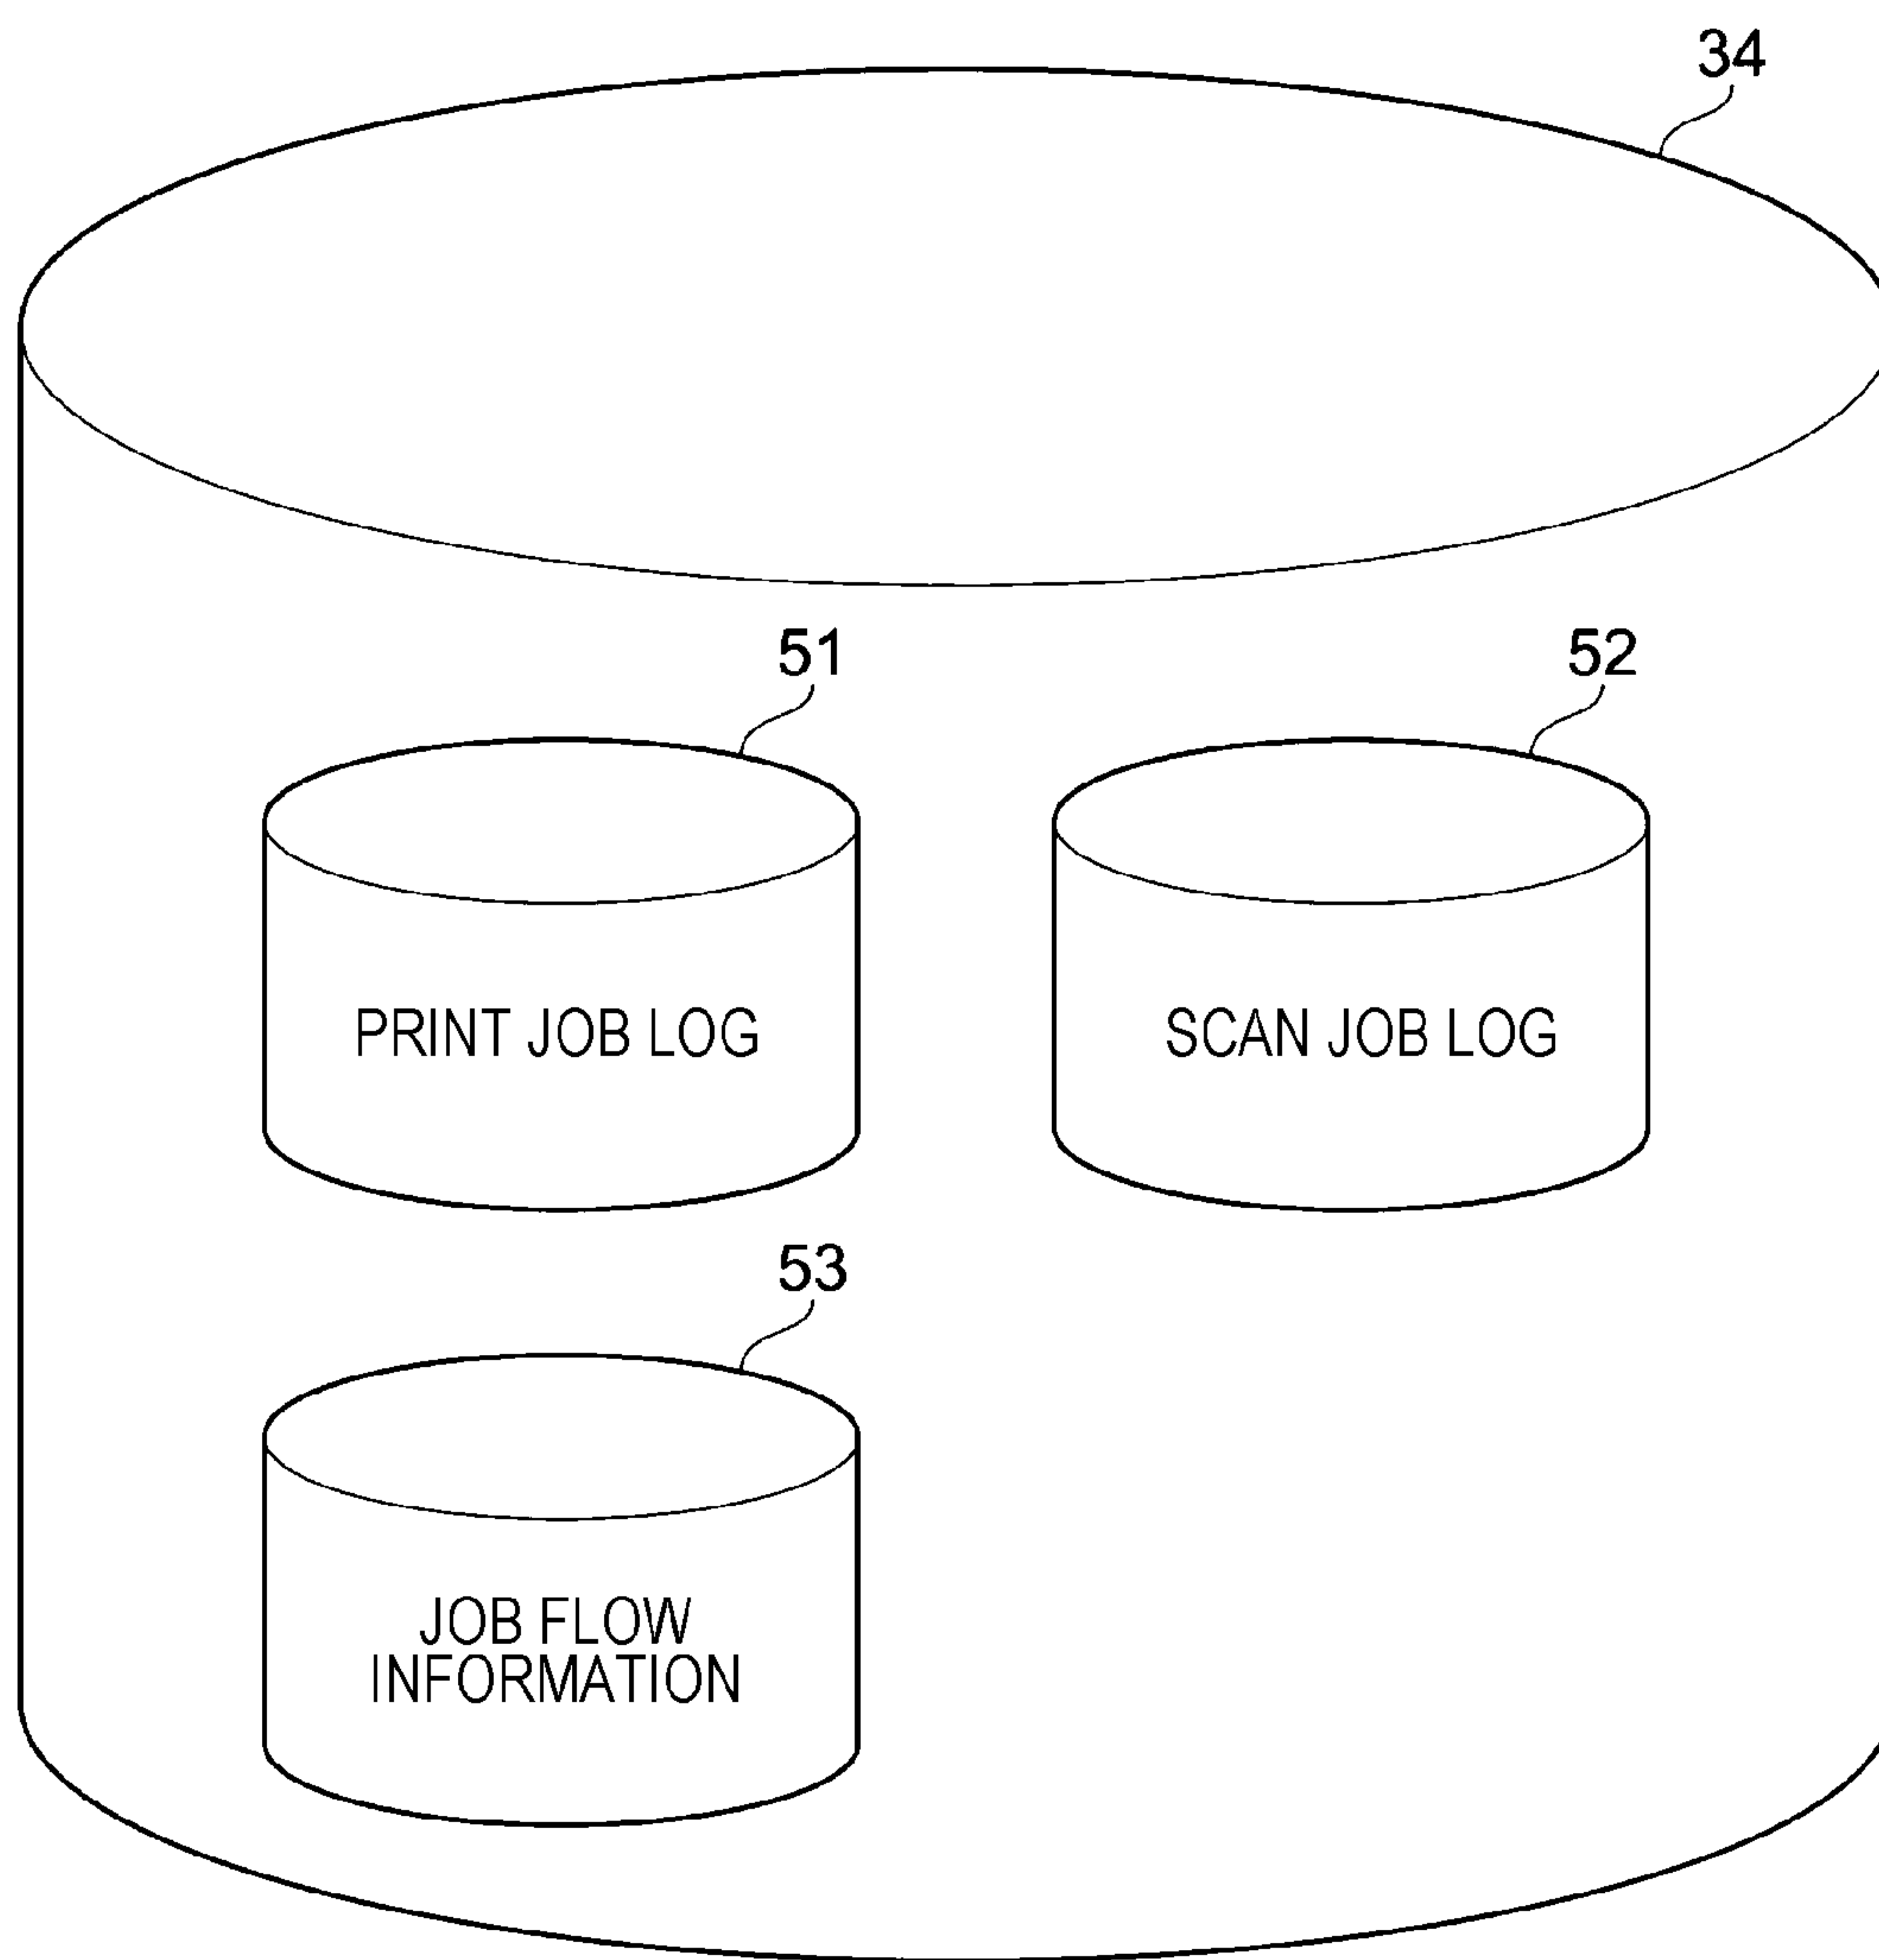 34
51
52
PRINT JOB LOG
SCAN JOB LOG
53
JOB FLOW
INFORMATION